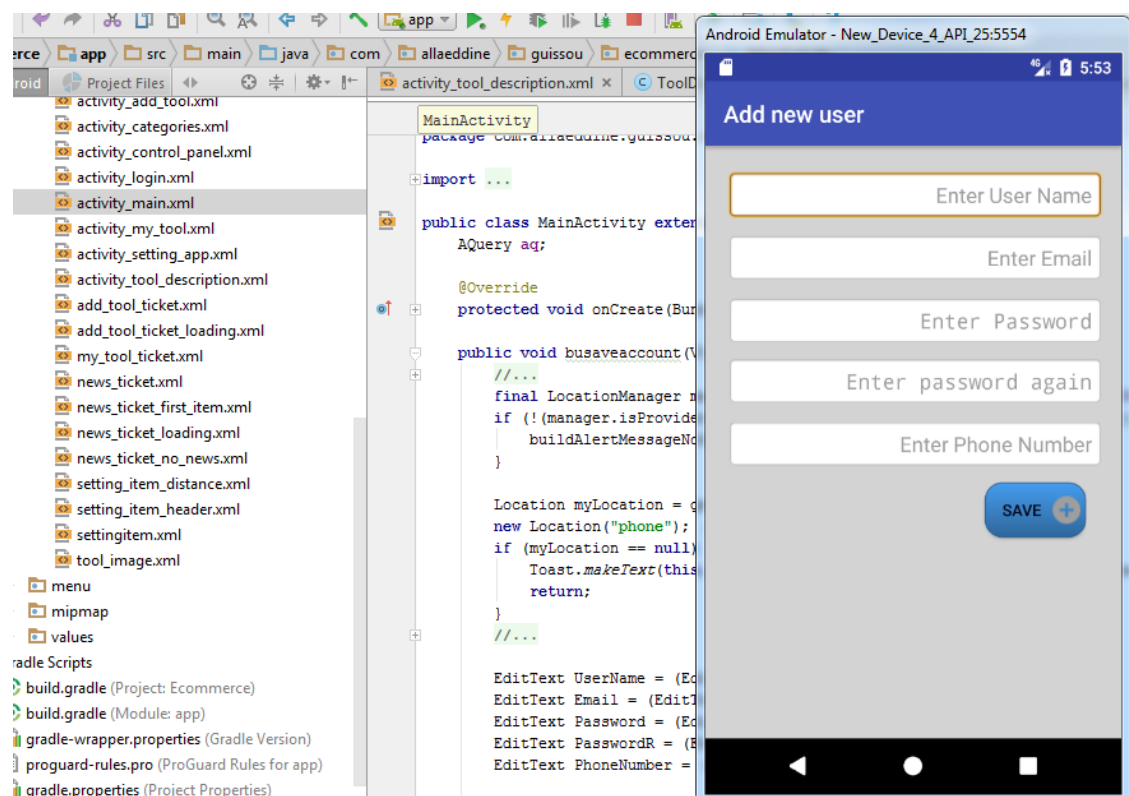 app
erce app src main java com allaeddine guissou ecommerc
roid Project Files
activity_tool_description.xml ToolD
activity_add_tool.xml
activity_categories.xml
activity_control_panel.xml
activity_login.xml
activity_main.xml
activity_my_tool.xml
activity_setting_app.xml
activity_tool_description.xml
add_tool_ticket.xml
add_tool_ticket_loading.xml
my_tool_ticket.xml
news_ticket.xml
news_ticket_first_item.xml
news_ticket_loading.xml
news_ticket_no_news.xml
setting_item_distance.xml
setting_item_header.xml
settingitem.xml
tool_image.xml
menu
mipmap
values
radle Scripts
build.gradle (Project: Ecommerce)
build.gradle (Module: app)
gradle-wrapper.properties (Gradle Version)
proguard-rules.pro (ProGuard Rules for app)
gradle.properties (Project Properties)
MainActivity
package com.allaeddine.guissou.
import ...
public class MainActivity exter
AQuery aq;
@Override
protected void onCreate(Bun
public void busaveaccount(V
//...
final LocationManager m
if (!(manager.isProvide
buildAlertMessageNo
}
Location myLocation = g
new Location("phone");
if (myLocation == null)
Toast.makeText(this
return;
}
//...
EditText UserName = (Ed
EditText Email = (EditT
EditText Password = (Ed
EditText PasswordR = (E
EditText PhoneNumber =
Android Emulator - New_Device_4_API_25:5554
4G 5:53
Add new user
Enter User Name
Enter Email
Enter Password
Enter password again
Enter Phone Number
SAVE